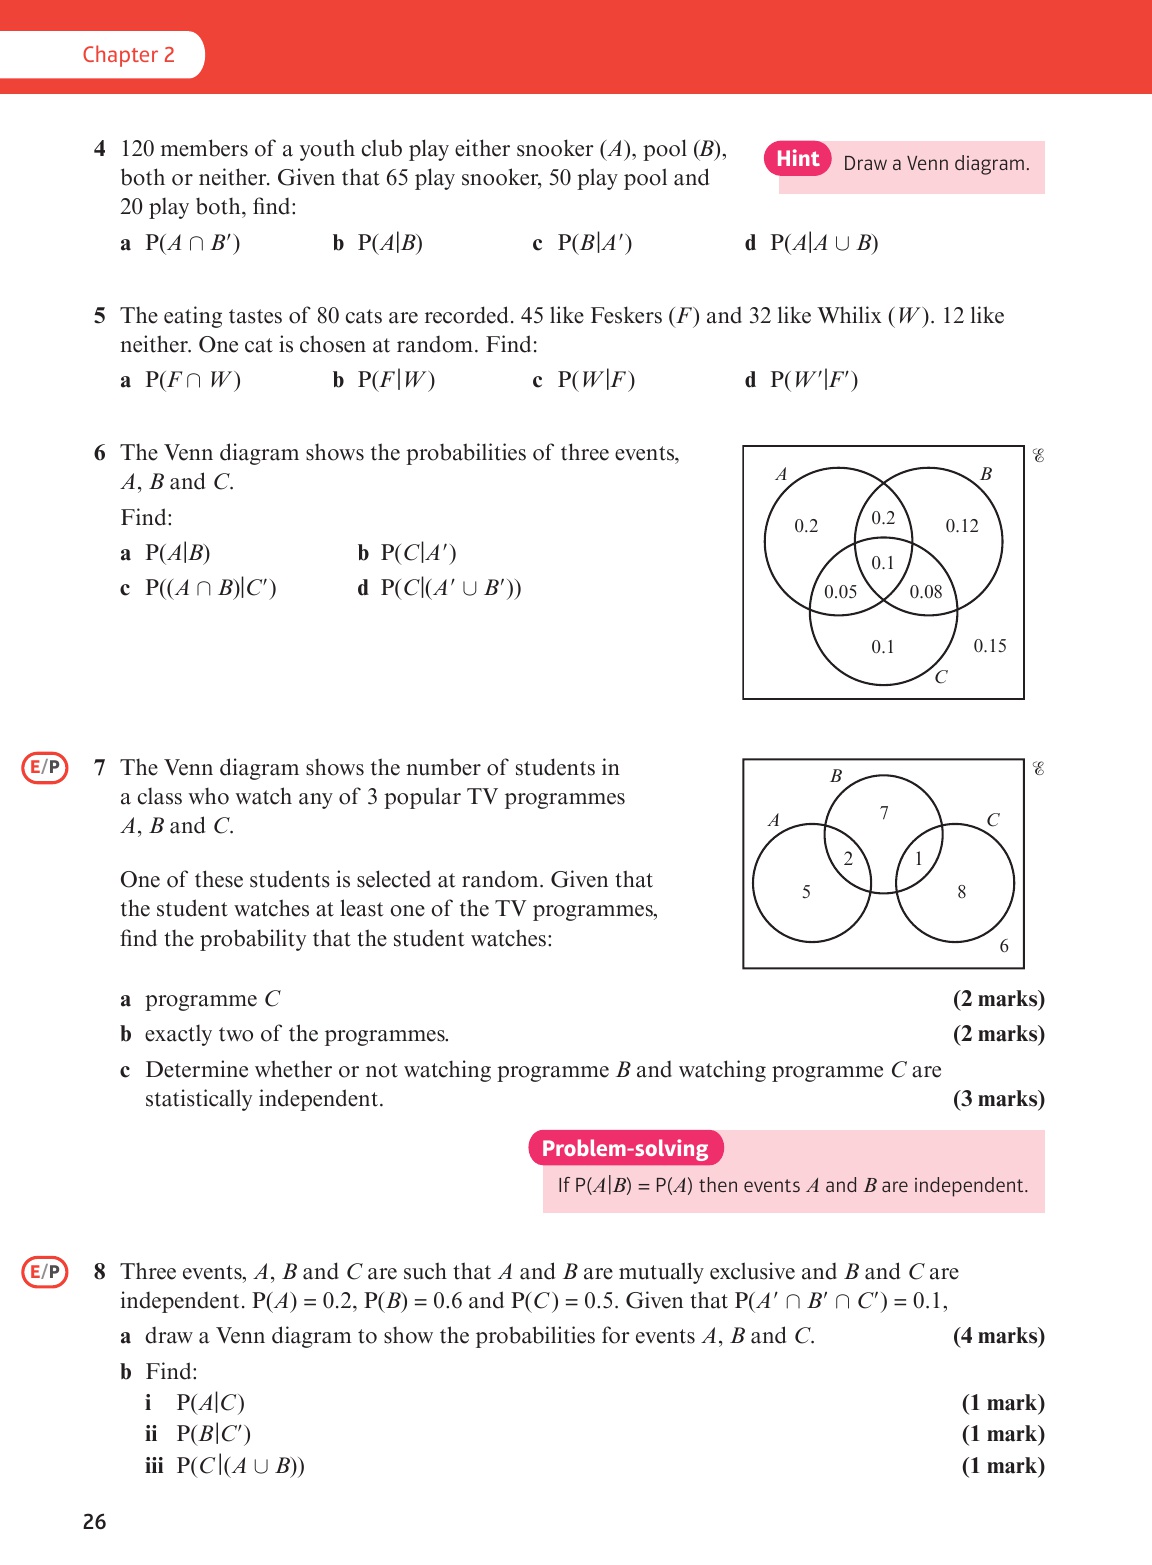 Chapter 2
4 120 members of a youth club play either snooker (A), pool (B),
both or neither. Given that 65 play snooker, 50 play pool and
20 play both, find:
Hint Draw a Venn diagram.
a P(A ∩ B′) b P(A|B) c P(B|A′) d P(A|A ∪ B)
5 The eating tastes of 80 cats are recorded. 45 like Feskers (F) and 32 like Whilix (W). 12 like
neither. One cat is chosen at random. Find:
a P(F ∩ W) b P(F|W) c P(W|F) d P(W′|F′)
6 The Venn diagram shows the probabilities of three events,
A, B and C.
Find:
a P(A|B) b P(C|A′)
c P((A ∩ B)|C′) d P(C|(A′ ∪ B′))
ℰ
A B
0.2 0.2 0.12
0.1
0.05 0.08
0.1 0.15
C
E/P
7 The Venn diagram shows the number of students in
a class who watch any of 3 popular TV programmes
A, B and C.
One of these students is selected at random. Given that
the student watches at least one of the TV programmes,
find the probability that the student watches:
ℰ
B
7
A C
2 1
5 8
6
a programme C (2 marks)
b exactly two of the programmes. (2 marks)
c Determine whether or not watching programme B and watching programme C are
statistically independent. (3 marks)
Problem-solving
If P(A|B) = P(A) then events A and B are independent.
E/P
8 Three events, A, B and C are such that A and B are mutually exclusive and B and C are
independent. P(A) = 0.2, P(B) = 0.6 and P(C) = 0.5. Given that P(A′ ∩ B′ ∩ C′) = 0.1,
a draw a Venn diagram to show the probabilities for events A, B and C. (4 marks)
b Find:
i P(A|C) (1 mark)
ii P(B|C′) (1 mark)
iii P(C|(A ∪ B)) (1 mark)
26